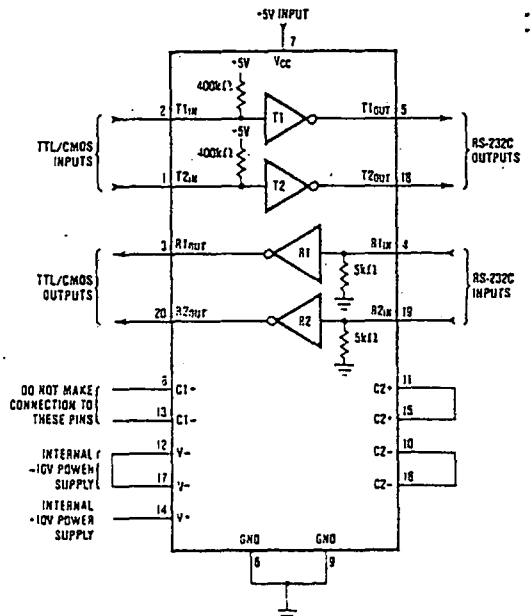 +5V INPUT
7
VCC
+5V
400kΩ
2 T1IN
T1
T1OUT 5
+5V
400kΩ
TTL/CMOS
INPUTS
RS-232C
OUTPUTS
1 T2IN
T2
T2OUT 18
3 R1OUT
R1
R1IN 4
5kΩ
TTL/CMOS
OUTPUTS
RS-232C
INPUTS
20 R2OUT
R2
R2IN 19
5kΩ
DO NOT MAKE
CONNECTION TO
THESE PINS
8 C1+
13 C1-
11
C2+
15
C2+
INTERNAL
-10V POWER
SUPPLY
12 V-
17 V-
10
C2-
16
C2-
INTERNAL
+10V POWER
SUPPLY
14 V+
GND GND
6 9